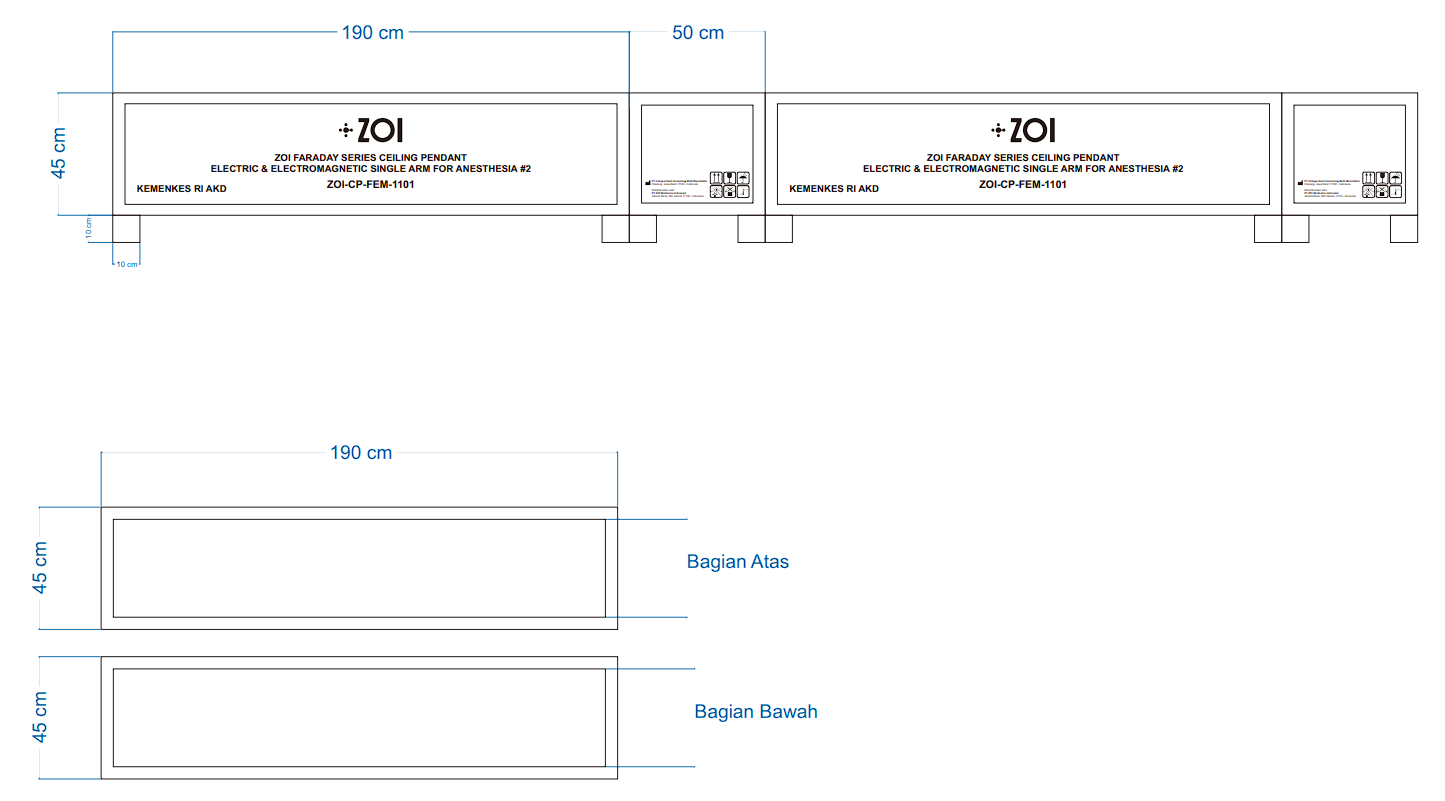 190 cm
50 cm
45 cm
ZOI
ZOI FARADAY SERIES CEILING PENDANT
ELECTRIC & ELECTROMAGNETIC SINGLE ARM FOR ANESTHESIA #2
ZOI-CP-FEM-1101
KEMENKES RI AKD
ZOI
ZOI FARADAY SERIES CEILING PENDANT
ELECTRIC & ELECTROMAGNETIC SINGLE ARM FOR ANESTHESIA #2
ZOI-CP-FEM-1101
KEMENKES RI AKD
10 cm
10 cm
190 cm
45 cm
Bagian Atas
45 cm
Bagian Bawah